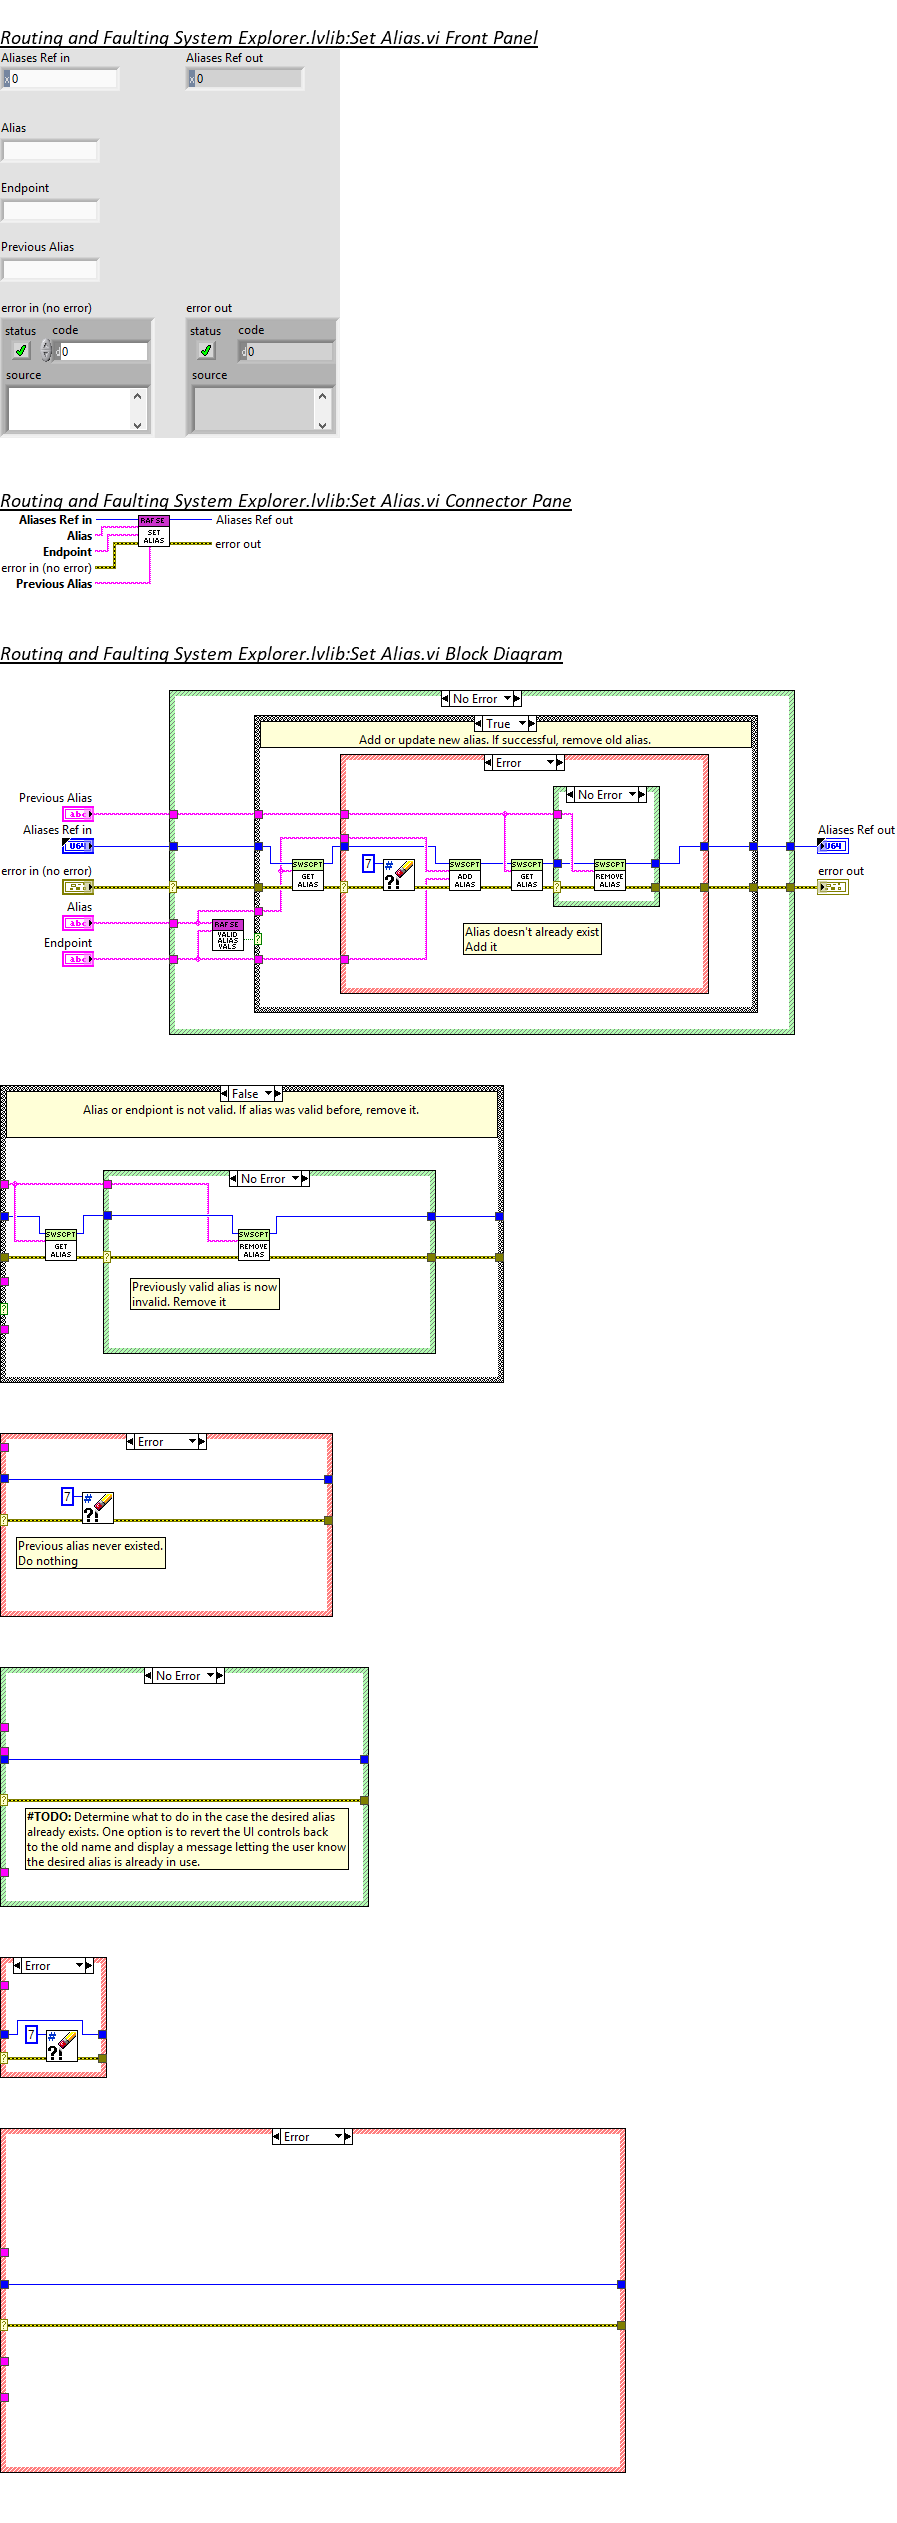 Routing and Faulting System Explorer.lvlib:Set Alias.vi Front Panel
Aliases Ref in
Aliases Ref out
x 0
x 0
Alias
Endpoint
Previous Alias
error in (no error)
error out
status
code
status
code
d 0
d 0
source
source
Routing and Faulting System Explorer.lvlib:Set Alias.vi Connector Pane
Aliases Ref in
Alias
Endpoint
error in (no error)
Previous Alias
RAF SE
SET
ALIAS
Aliases Ref out
error out
Routing and Faulting System Explorer.lvlib:Set Alias.vi Block Diagram
No Error
True
Add or update new alias. If successful, remove old alias.
Error
No Error
Previous Alias
abc
Aliases Ref in
U64
error in (no error)
Alias
abc
Endpoint
abc
RAF SE
VALID
ALIAS
VALS
?
?
SWSCPT
GET
ALIAS
?
7
#
?!
SWSCPT
ADD
ALIAS
SWSCPT
GET
ALIAS
?
SWSCPT
REMOVE
ALIAS
Alias doesn't already exist
Add it
Aliases Ref out
U64
error out
False
Alias or endpiont is not valid. If alias was valid before, remove it.
No Error
SWSCPT
GET
ALIAS
?
SWSCPT
REMOVE
ALIAS
Previously valid alias is now
invalid. Remove it
?
Error
7
#
?!
?
Previous alias never existed.
Do nothing
No Error
?
#TODO: Determine what to do in the case the desired alias
already exists. One option is to revert the UI controls back
to the old name and display a message letting the user know
the desired alias is already in use.
Error
7
#
?!
?
Error
?